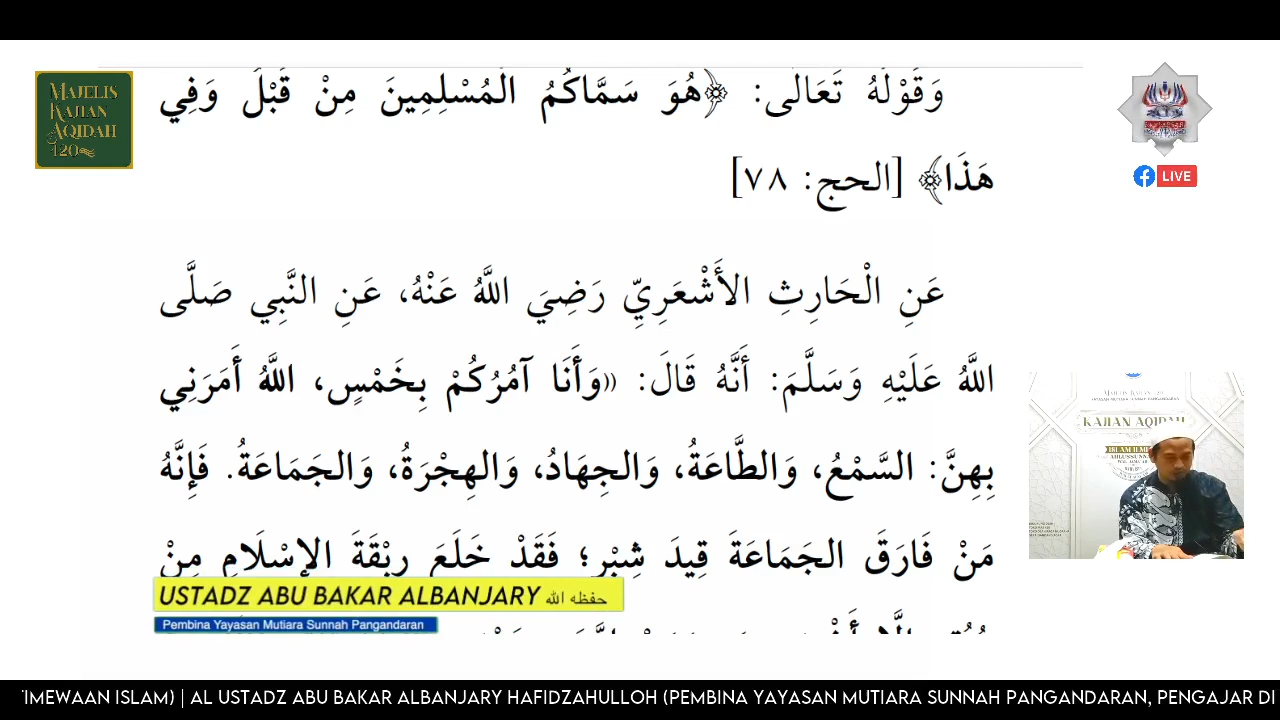 MAJELIS
KAJIAN
AQIDAH
120
LIVE
وَقَوْلُهُ تَعَالَى: ﴿هُوَ سَمَّاكُمُ الْمُسْلِمِينَ مِنْ قَبْلُ وَفِي
هَذَا﴾ [الحج: ٧٨]
عَنِ الْحَارِثِ الأَشْعَرِيِّ رَضِيَ اللَّهُ عَنْهُ، عَنِ النَّبِي صَلَّى
اللَّهُ عَلَيْهِ وَسَلَّمَ: أَنَّهُ قَالَ: «وَأَنَا آمُرُكُمْ بِخَمْسٍ، اللَّهُ أَمَرَنِي
بِهِنَّ: السَّمْعُ، وَالطَّاعَةُ، وَالجِهَادُ، وَالهِجْرَةُ، وَالجَمَاعَةُ. فَإِنَّهُ
مَنْ فَارَقَ الجَمَاعَةَ قِيدَ شِبْرٍ؛ فَقَدْ خَلَعَ رِبْقَةَ الإِسْلَامِ مِنْ
KAJIAN AQIDAH
USTADZ ABU BAKAR ALBANJARY حفظه الله
Pembina Yayasan Mutiara Sunnah Pangandaran
'IMEWAAN ISLAM) | AL USTADZ ABU BAKAR ALBANJARY HAFIDZAHULLOH (PEMBINA YAYASAN MUTIARA SUNNAH PANGANDARAN, PENGAJAR DI